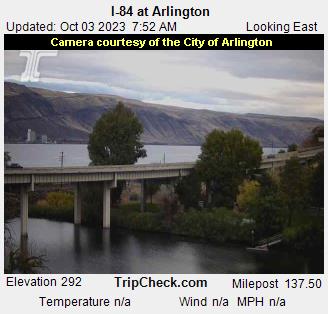 I-84 at Arlington
Updated: Oct 03 2023 7:52 AM Looking East
Camera courtesy of the City of Arlington
Elevation 292 TripCheck.com Milepost 137.50
Temperature n/a Wind n/a MPH n/a